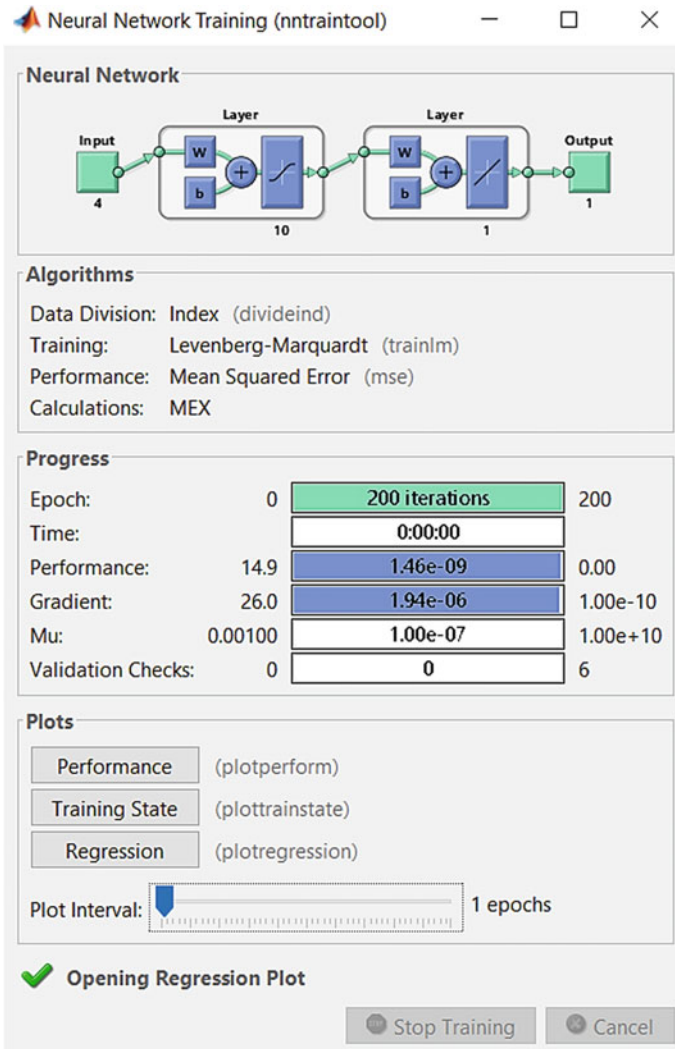 Neural Network Training (nntraintool)
Neural Network
Layer Layer
Input Output
W W
b b
4 10 1 1
Algorithms
Data Division: Index (divideind)
Training: Levenberg-Marquardt (trainlm)
Performance: Mean Squared Error (mse)
Calculations: MEX
Progress
Epoch: 0 200 iterations 200
Time: 0:00:00
Performance: 14.9 1.46e-09 0.00
Gradient: 26.0 1.94e-06 1.00e-10
Mu: 0.00100 1.00e-07 1.00e+10
Validation Checks: 0 0 6
Plots
Performance (plotperform)
Training State (plottrainstate)
Regression (plotregression)
Plot Interval: 1 epochs
Opening Regression Plot
Stop Training Cancel